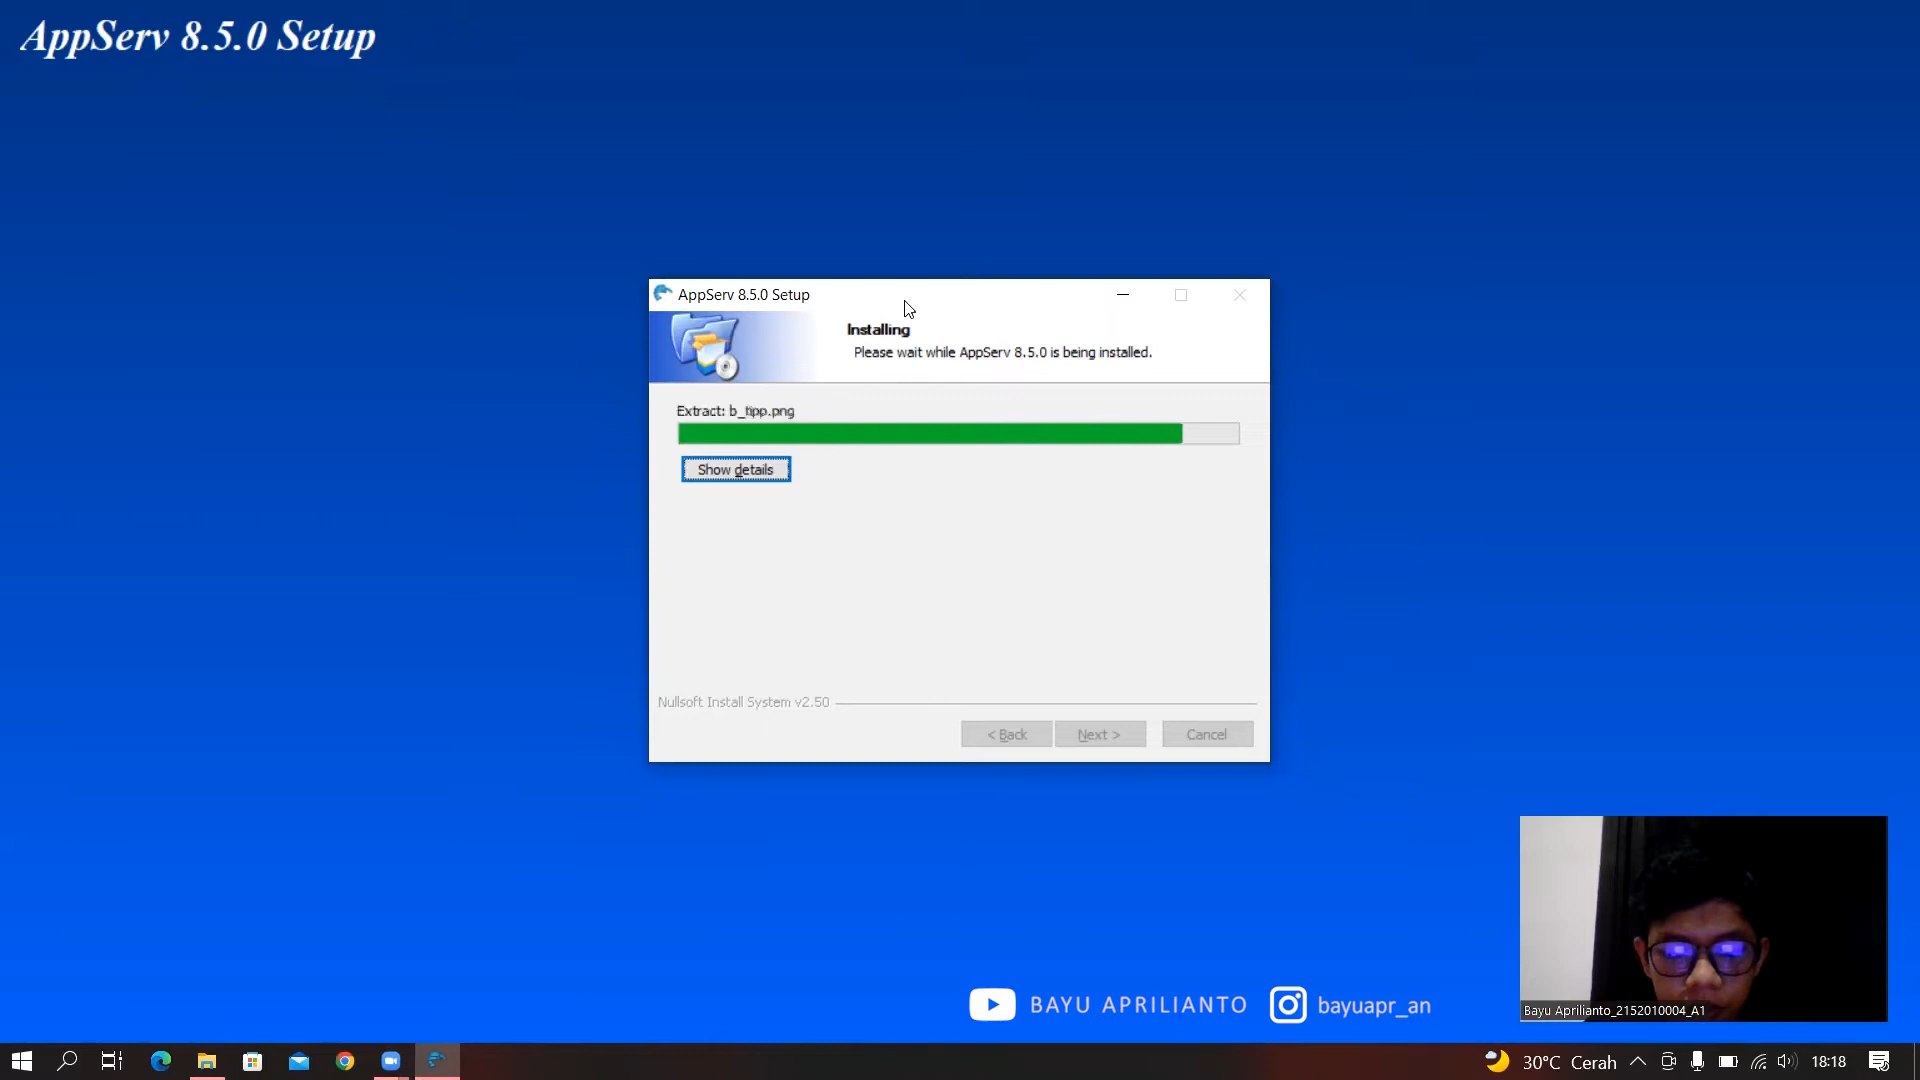 AppServ 8.5.0 Setup
AppServ 8.5.0 Setup
Installing
Please wait while AppServ 8.5.0 is being installed.
Extract: b_tipp.png
Show details
Nullsoft Install System v2.50
< Back
Next >
Cancel
BAYU APRILIANTO
bayuapr_an
Bayu Aprilianto_2152010004_A1
30°C Cerah
18:18